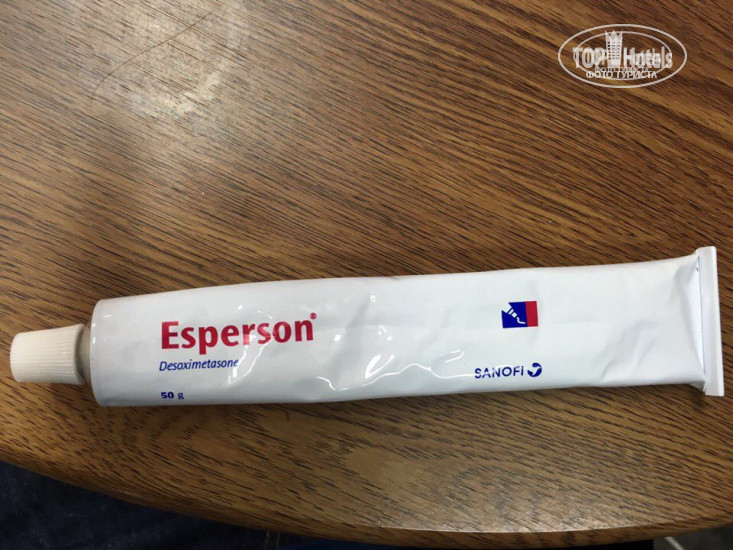 TOP Hotels
ФОТО ТУРИСТА
Esperson®
Desoximetasone
50 g
SANOFI